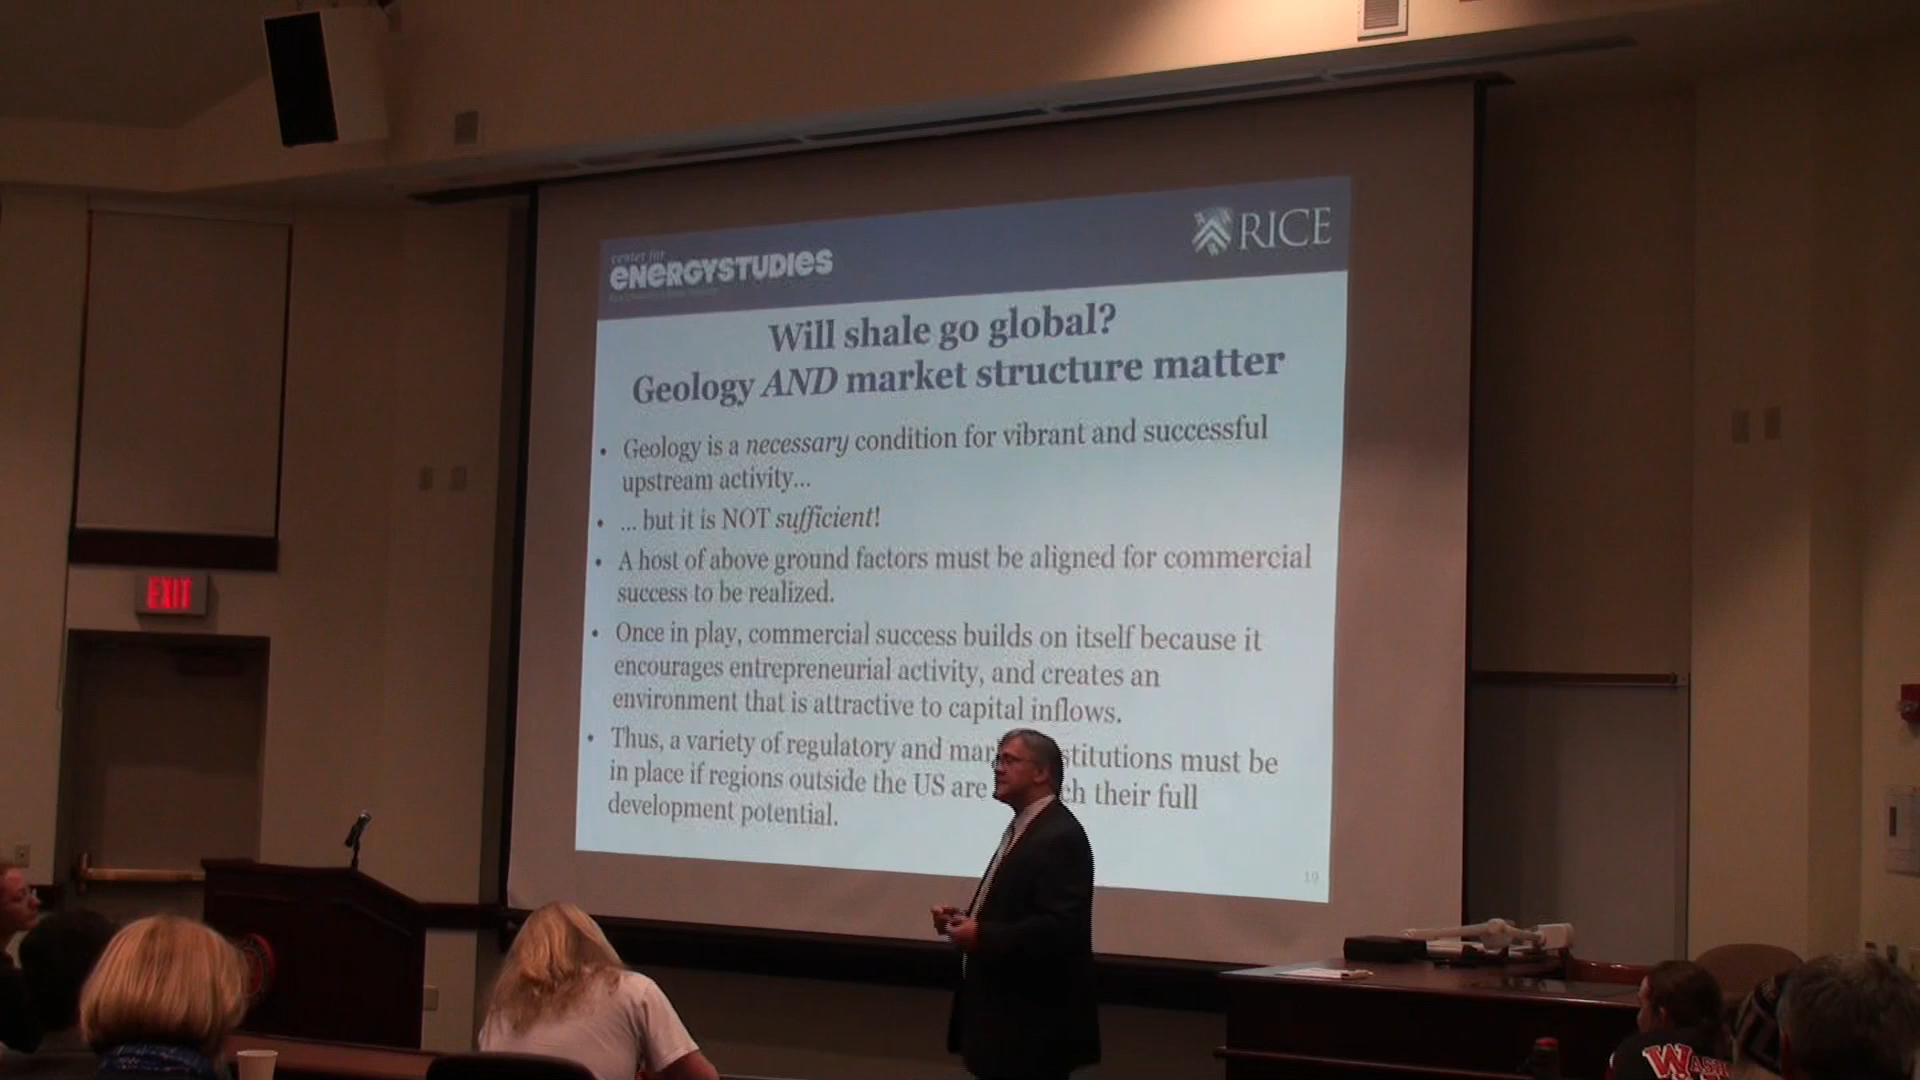 EXIT
center for
ENERGYSTUDIES
RICE
Will shale go global?
Geology AND market structure matter
• Geology is a necessary condition for vibrant and successful
upstream activity...
• ... but it is NOT sufficient!
• A host of above ground factors must be aligned for commercial
success to be realized.
• Once in play, commercial success builds on itself because it
encourages entrepreneurial activity, and creates an
environment that is attractive to capital inflows.
• Thus, a variety of regulatory and mar stitutions must be
in place if regions outside the US are ch their full
development potential.
19
W WASH